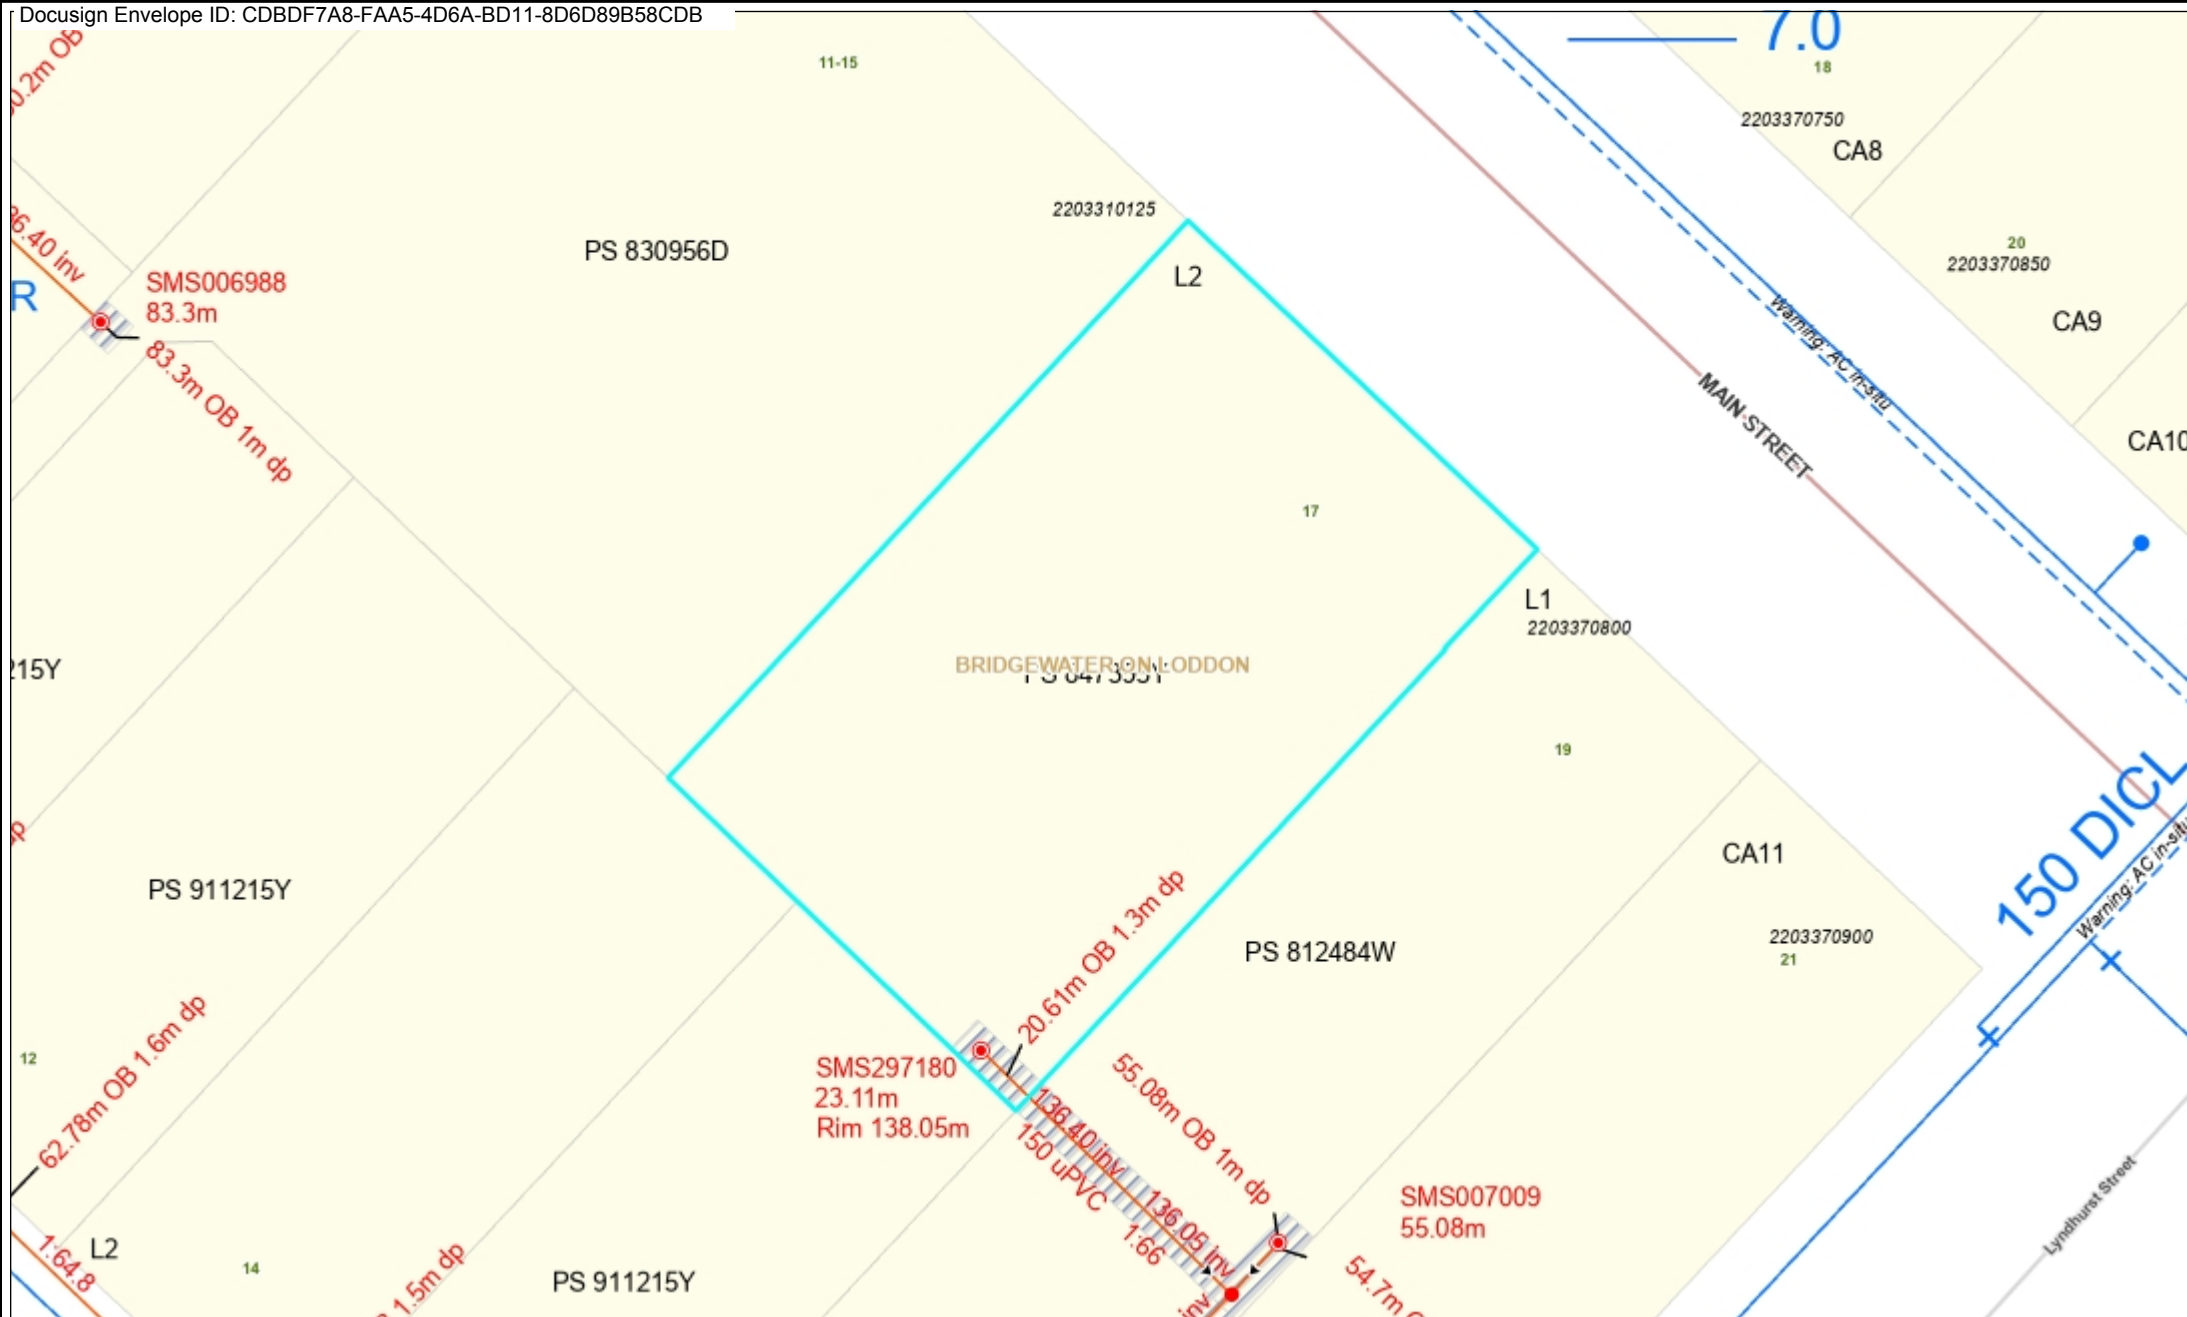 Docusign Envelope ID: CDBDF7A8-FAA5-4D6A-BD11-8D6D89B58CDB
7.0
11-15
18
2203370750
CA8
2203310125
PS 830956D
L2
20
2203370850
CA9
SMS006988
83.3m
R
83.3m OB 1m dp
Warning: AC in-situ
MAIN STREET
CA10
17
L1
2203370800
BRIDGEWATER ON LODDON
215Y
19
150 DICL
Warning: AC in-situ
CA11
PS 911215Y
2203370900
21
PS 812484W
20.61m OB 1.3m dp
12
62.78m OB 1.6m dp
SMS297180
23.11m
Rim 138.05m
136.40 inv
150 uPVC
55.08m OB 1m dp
136.05 inv
1:66
SMS007009
55.08m
Lyndhurst Street
L2
1:64.8
14
1.5m dp
PS 911215Y
inv
54.7m